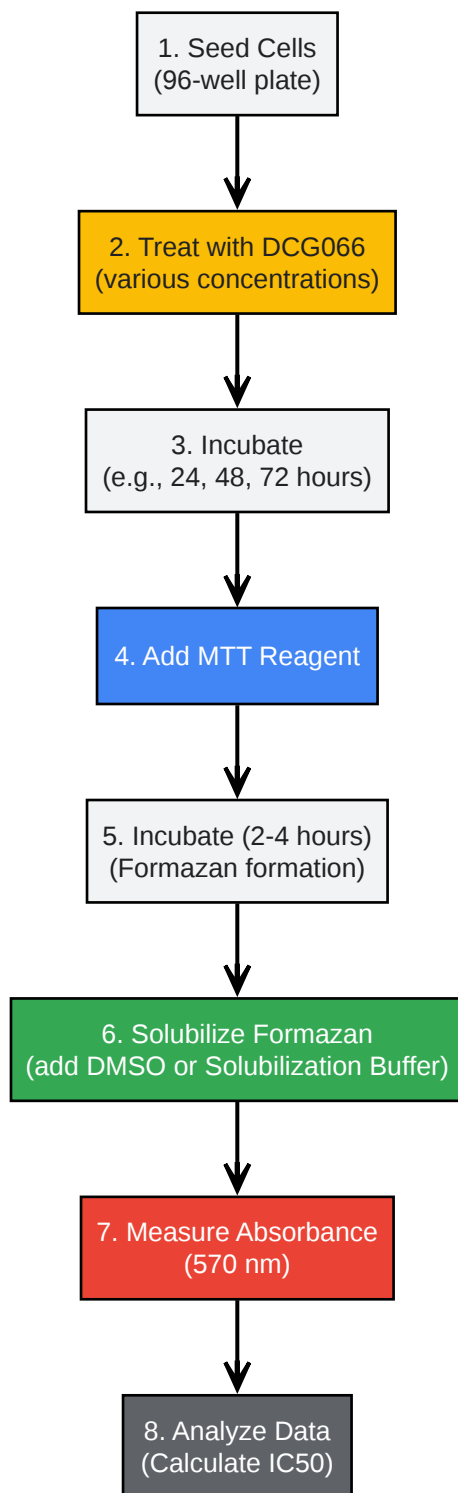 1. Seed Cells
(96-well plate)
2. Treat with DCG066
(various concentrations)
3. Incubate
(e.g., 24, 48, 72 hours)
4. Add MTT Reagent
5. Incubate (2-4 hours)
(Formazan formation)
6. Solubilize Formazan
(add DMSO or Solubilization Buffer)
7. Measure Absorbance
(570 nm)
8. Analyze Data
(Calculate IC50)